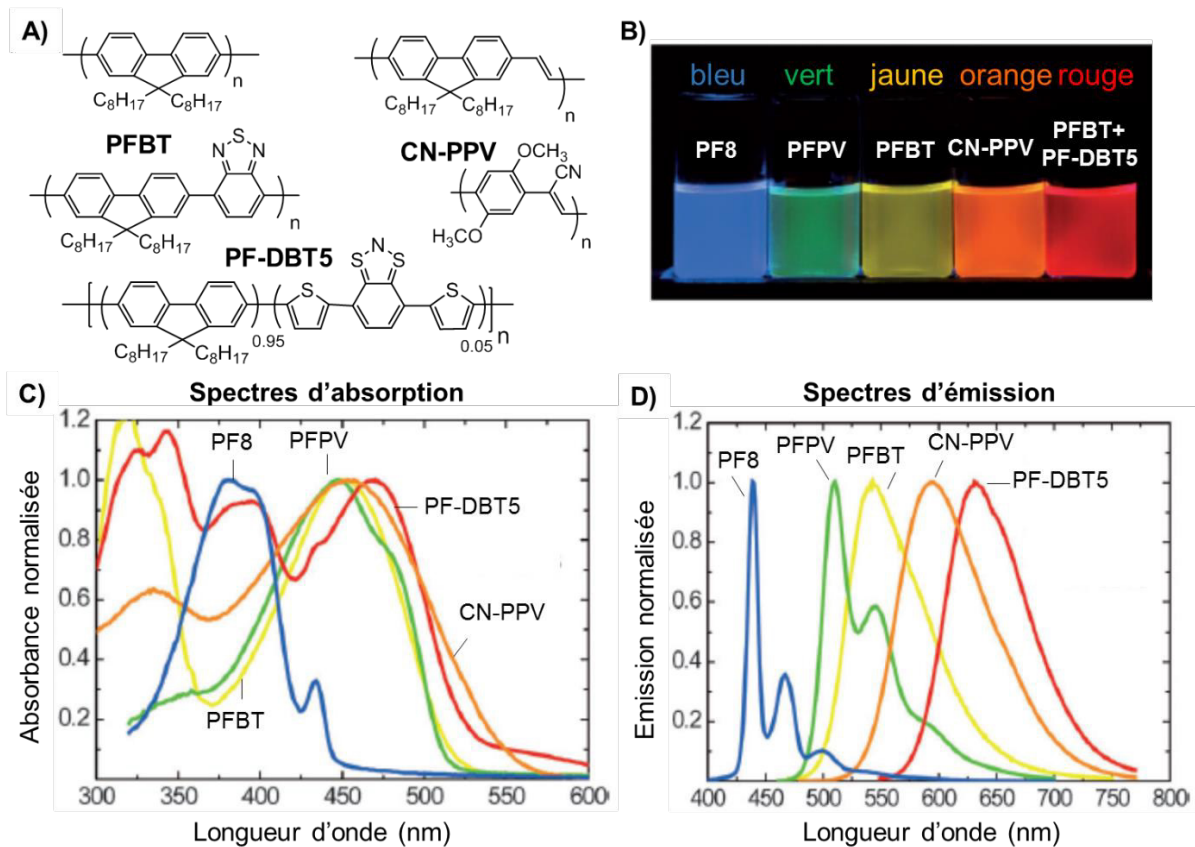 A)
n
C8H17 C8H17
n
C8H17 C8H17
PFBT
N S N
n
C8H17 C8H17
CN-PPV
OCH3
CN
H3CO
n
PF-DBT5
N
S S
S S
0.95
0.05
n
C8H17 C8H17
B)
bleu vert jaune orange rouge
PF8 PFPV PFBT CN-PPV PFBT+
PF-DBT5
C)
Spectres d'absorption
Absorbance normalisée
1.2
1.0
0.8
0.6
0.4
0.2
300 350 400 450 500 550 600
Longueur d'onde (nm)
PF8
PFPV
PF-DBT5
CN-PPV
PFBT
D)
Spectres d'émission
Emission normalisée
1.2
1.0
0.8
0.6
0.4
0.2
400 450 500 550 600 650 700 750 800
Longueur d'onde (nm)
PF8
PFPV
PFBT
CN-PPV
PF-DBT5